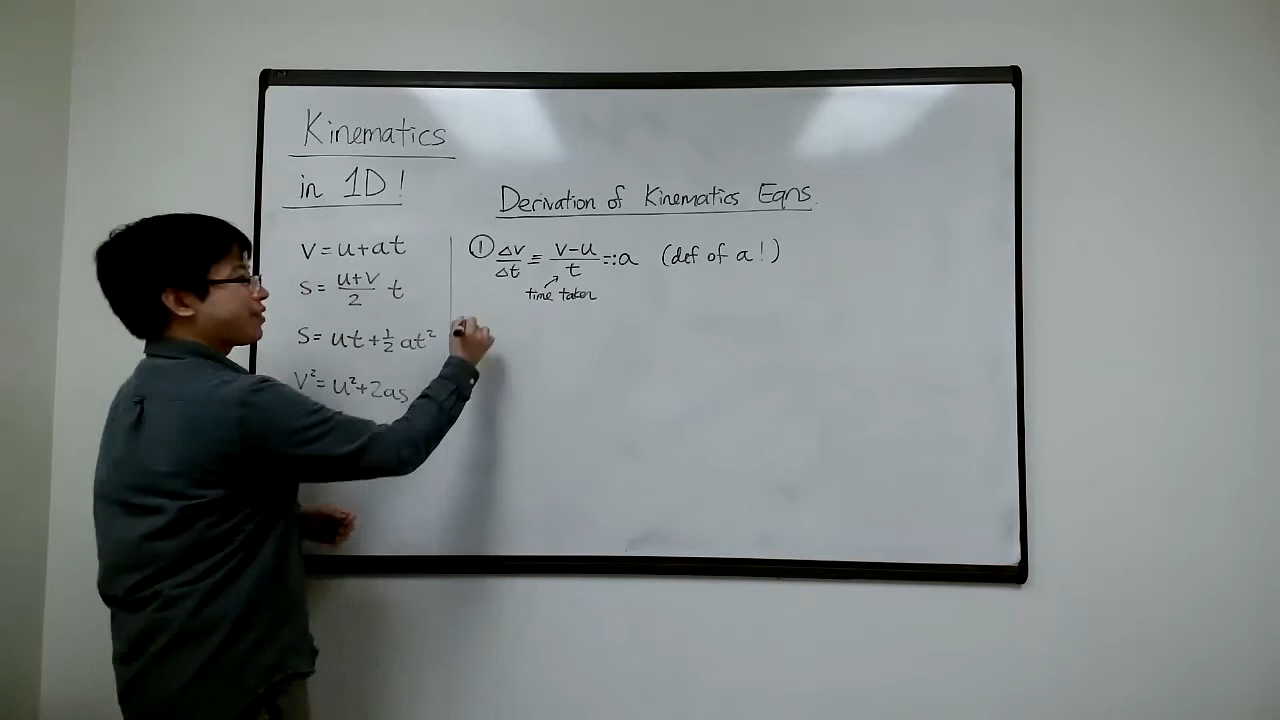 Kinematics
in 1D!
v=u+at
s= u+v/2 t
s= ut+½at²
v²=u²+2as
Derivation of Kinematics Eqns.
① Δv/Δt ≡ v-u/t =:a (def of a!)
time taken